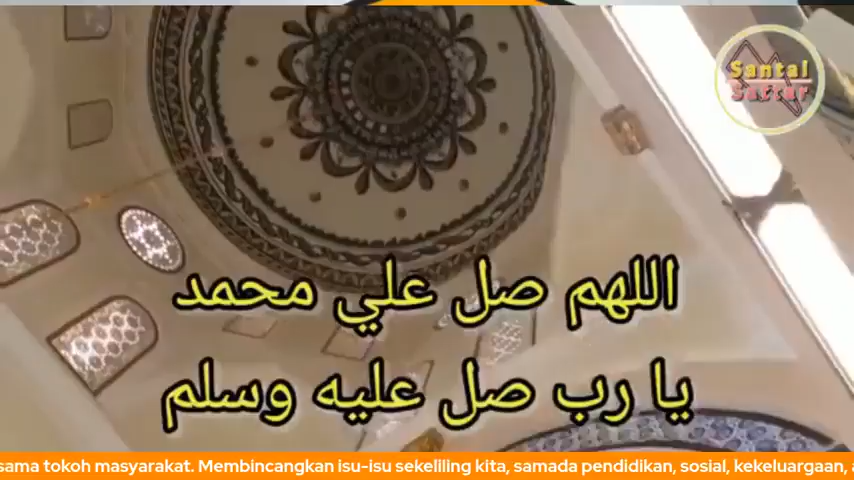 Santai
Santar
اللهم صل علي محمد
يا رب صل عليه وسلم
sama tokoh masyarakat. Membincangkan isu-isu sekeliling kita, samada pendidikan, sosial, kekeluargaan,